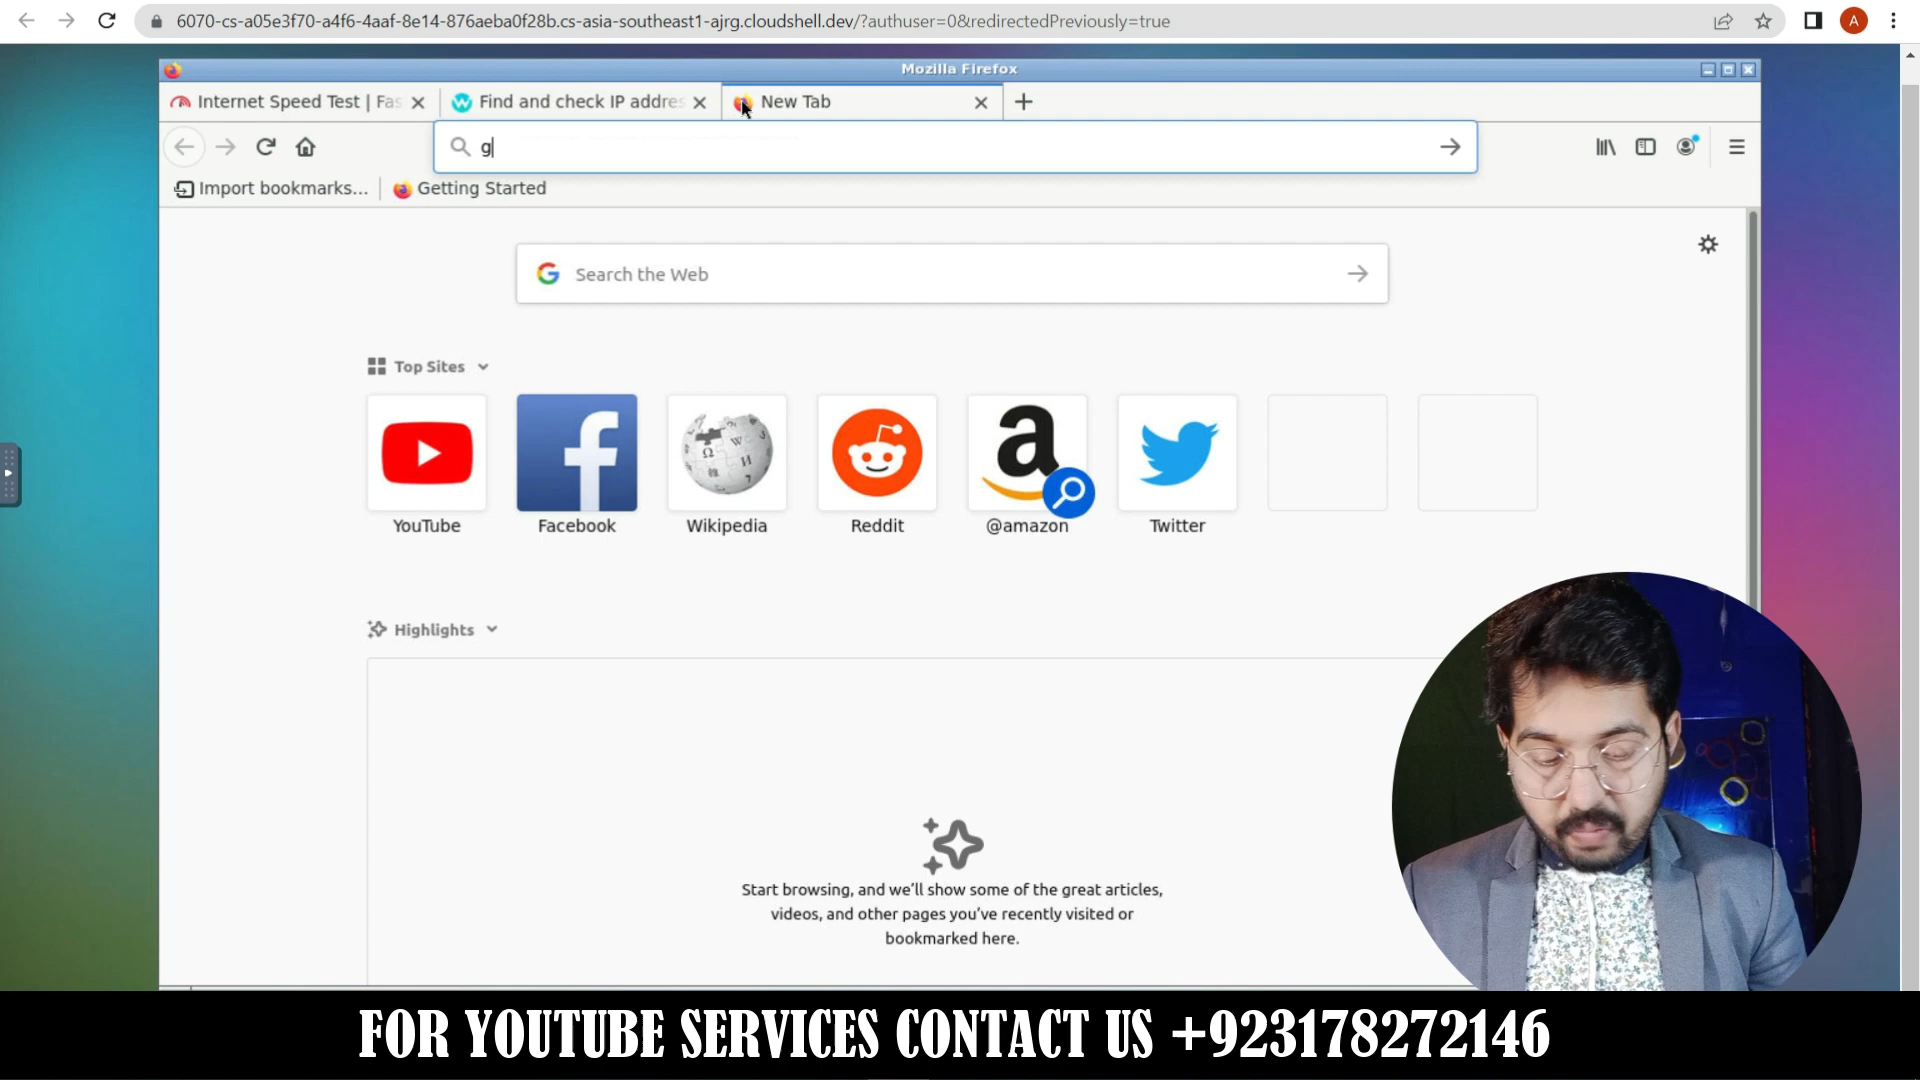 6070-cs-a05e3f70-a4f6-4aaf-8e14-876aeba0f28b.cs-asia-southeast1-ajrg.cloudshell.dev/?authuser=0&redirectedPreviously=true
A
Mozilla Firefox
Internet Speed Test | Fas
Find and check IP addres
New Tab
g
Import bookmarks...
Getting Started
Search the Web
Top Sites
YouTube
Facebook
Wikipedia
Reddit
@amazon
Twitter
Highlights
Start browsing, and we'll show some of the great articles,
videos, and other pages you've recently visited or
bookmarked here.
FOR YOUTUBE SERVICES CONTACT US +923178272146